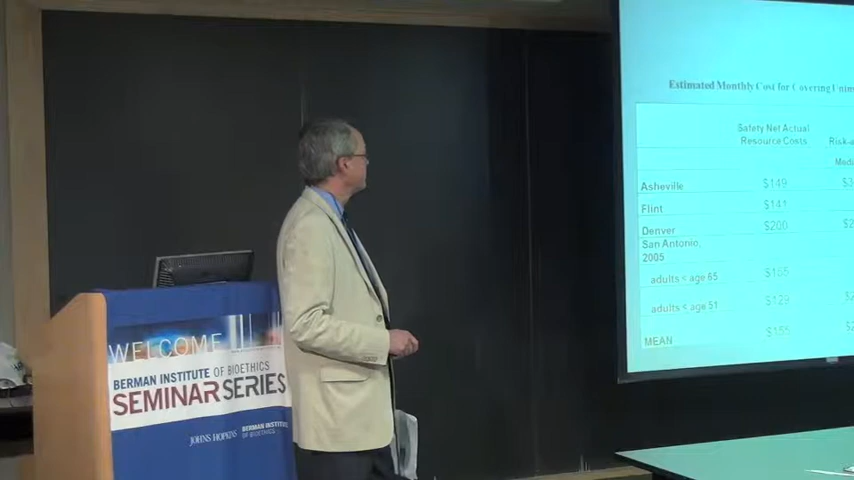 WELCOME
BERMAN INSTITUTE OF BIOETHICS
SEMINAR SERIES
JOHNS HOPKINS
BERMAN INSTITUTE
OF BIOETHICS
Estimated Monthly Cost for Covering
Safety Net Actual
Resource Costs
Asheville $149
Flint $141
Denver $200
San Antonio,
2005
adults < age 65
adults < age 51 $129
MEAN